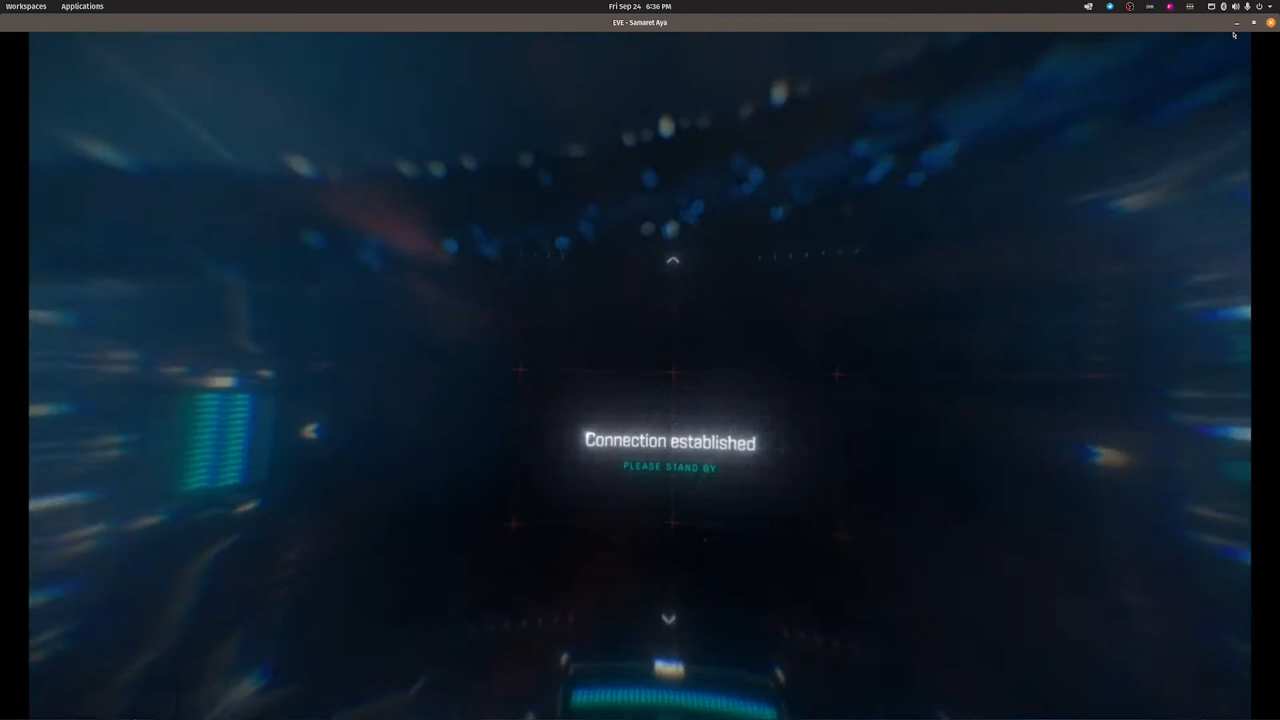 Workspaces Applications Fri Sep 24 6:36 PM
EVE - Samaret Aya
Connection established
PLEASE STAND BY